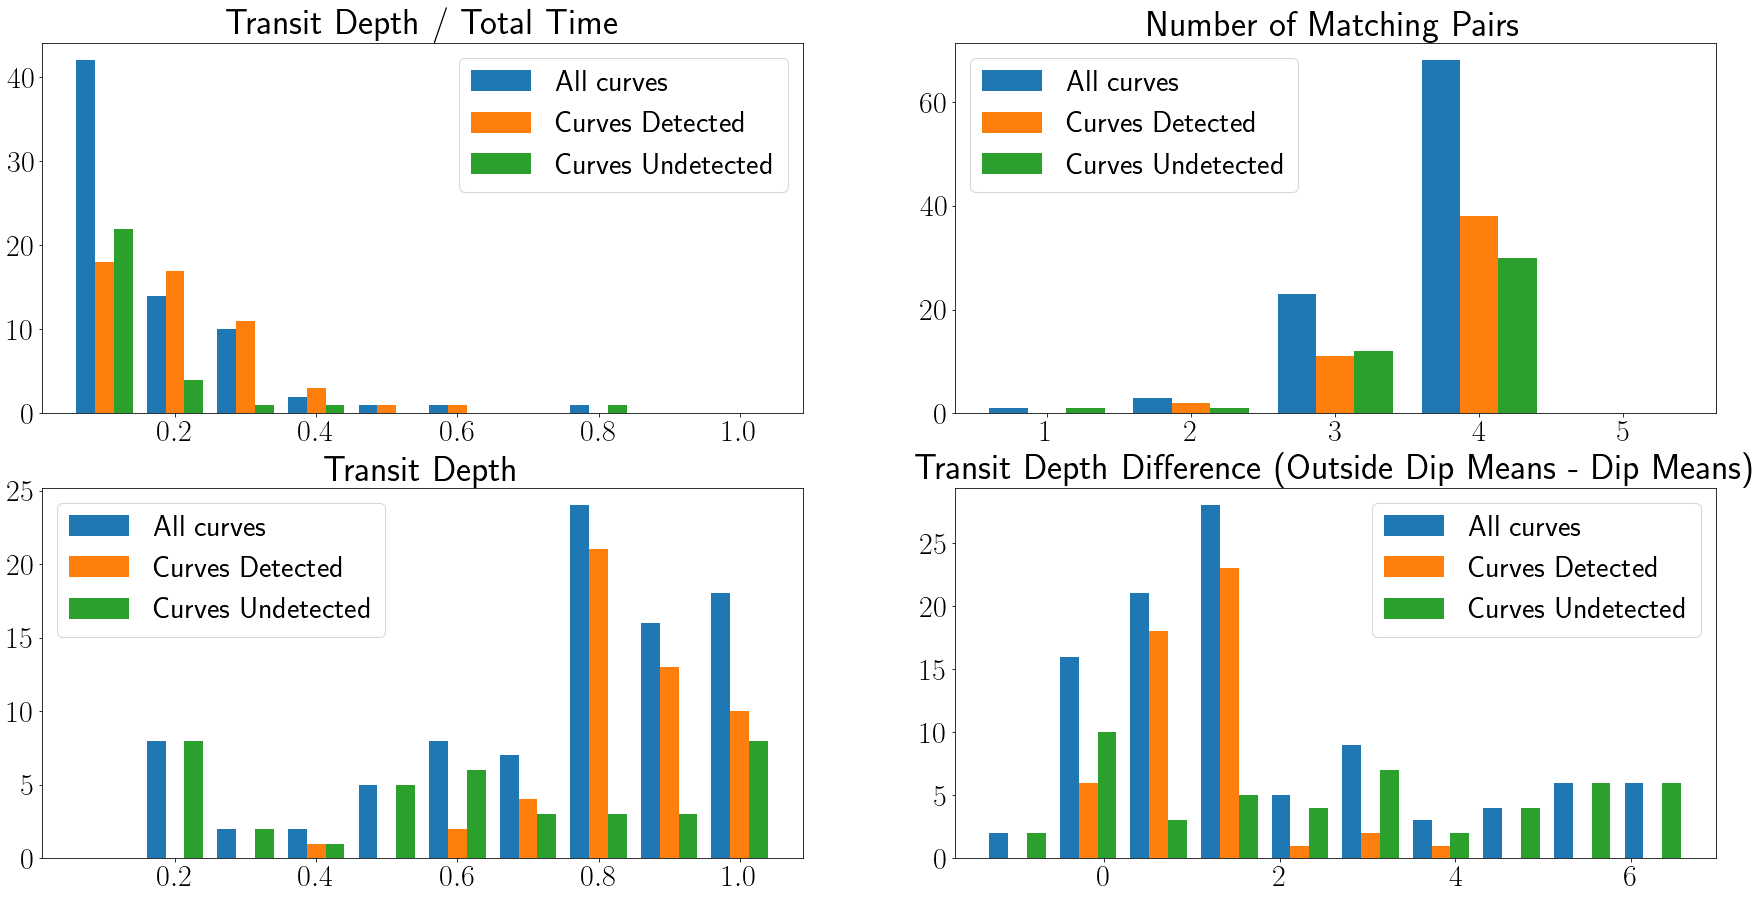 Transit Depth / Total Time
40
30
20
10
0
0.2 0.4 0.6 0.8 1.0
All curves
Curves Detected
Curves Undetected
Number of Matching Pairs
60
40
20
0
1 2 3 4 5
All curves
Curves Detected
Curves Undetected
Transit Depth
25
20
15
10
5
0
0.2 0.4 0.6 0.8 1.0
All curves
Curves Detected
Curves Undetected
Transit Depth Difference (Outside Dip Means - Dip Means)
25
20
15
10
5
0
0 2 4 6
All curves
Curves Detected
Curves Undetected